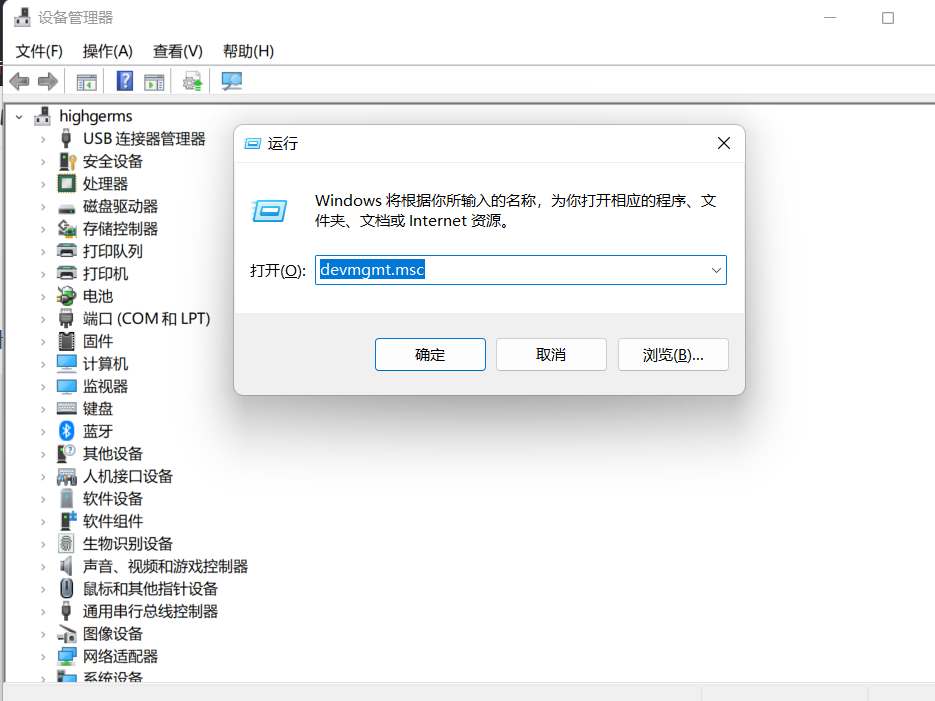 设备管理器
文件(F) 操作(A) 查看(V) 帮助(H)
highgerms
USB 连接器管理器
安全设备
处理器
磁盘驱动器
存储控制器
打印队列
打印机
电池
端口 (COM 和 LPT)
固件
计算机
监视器
键盘
蓝牙
其他设备
人机接口设备
软件设备
软件组件
生物识别设备
声音、视频和游戏控制器
鼠标和其他指针设备
通用串行总线控制器
图像设备
网络适配器
系统设备
运行
Windows 将根据你所输入的名称，为你打开相应的程序、文
件夹、文档或 Internet 资源。
打开(O): devmgmt.msc
确定 取消 浏览(B)...